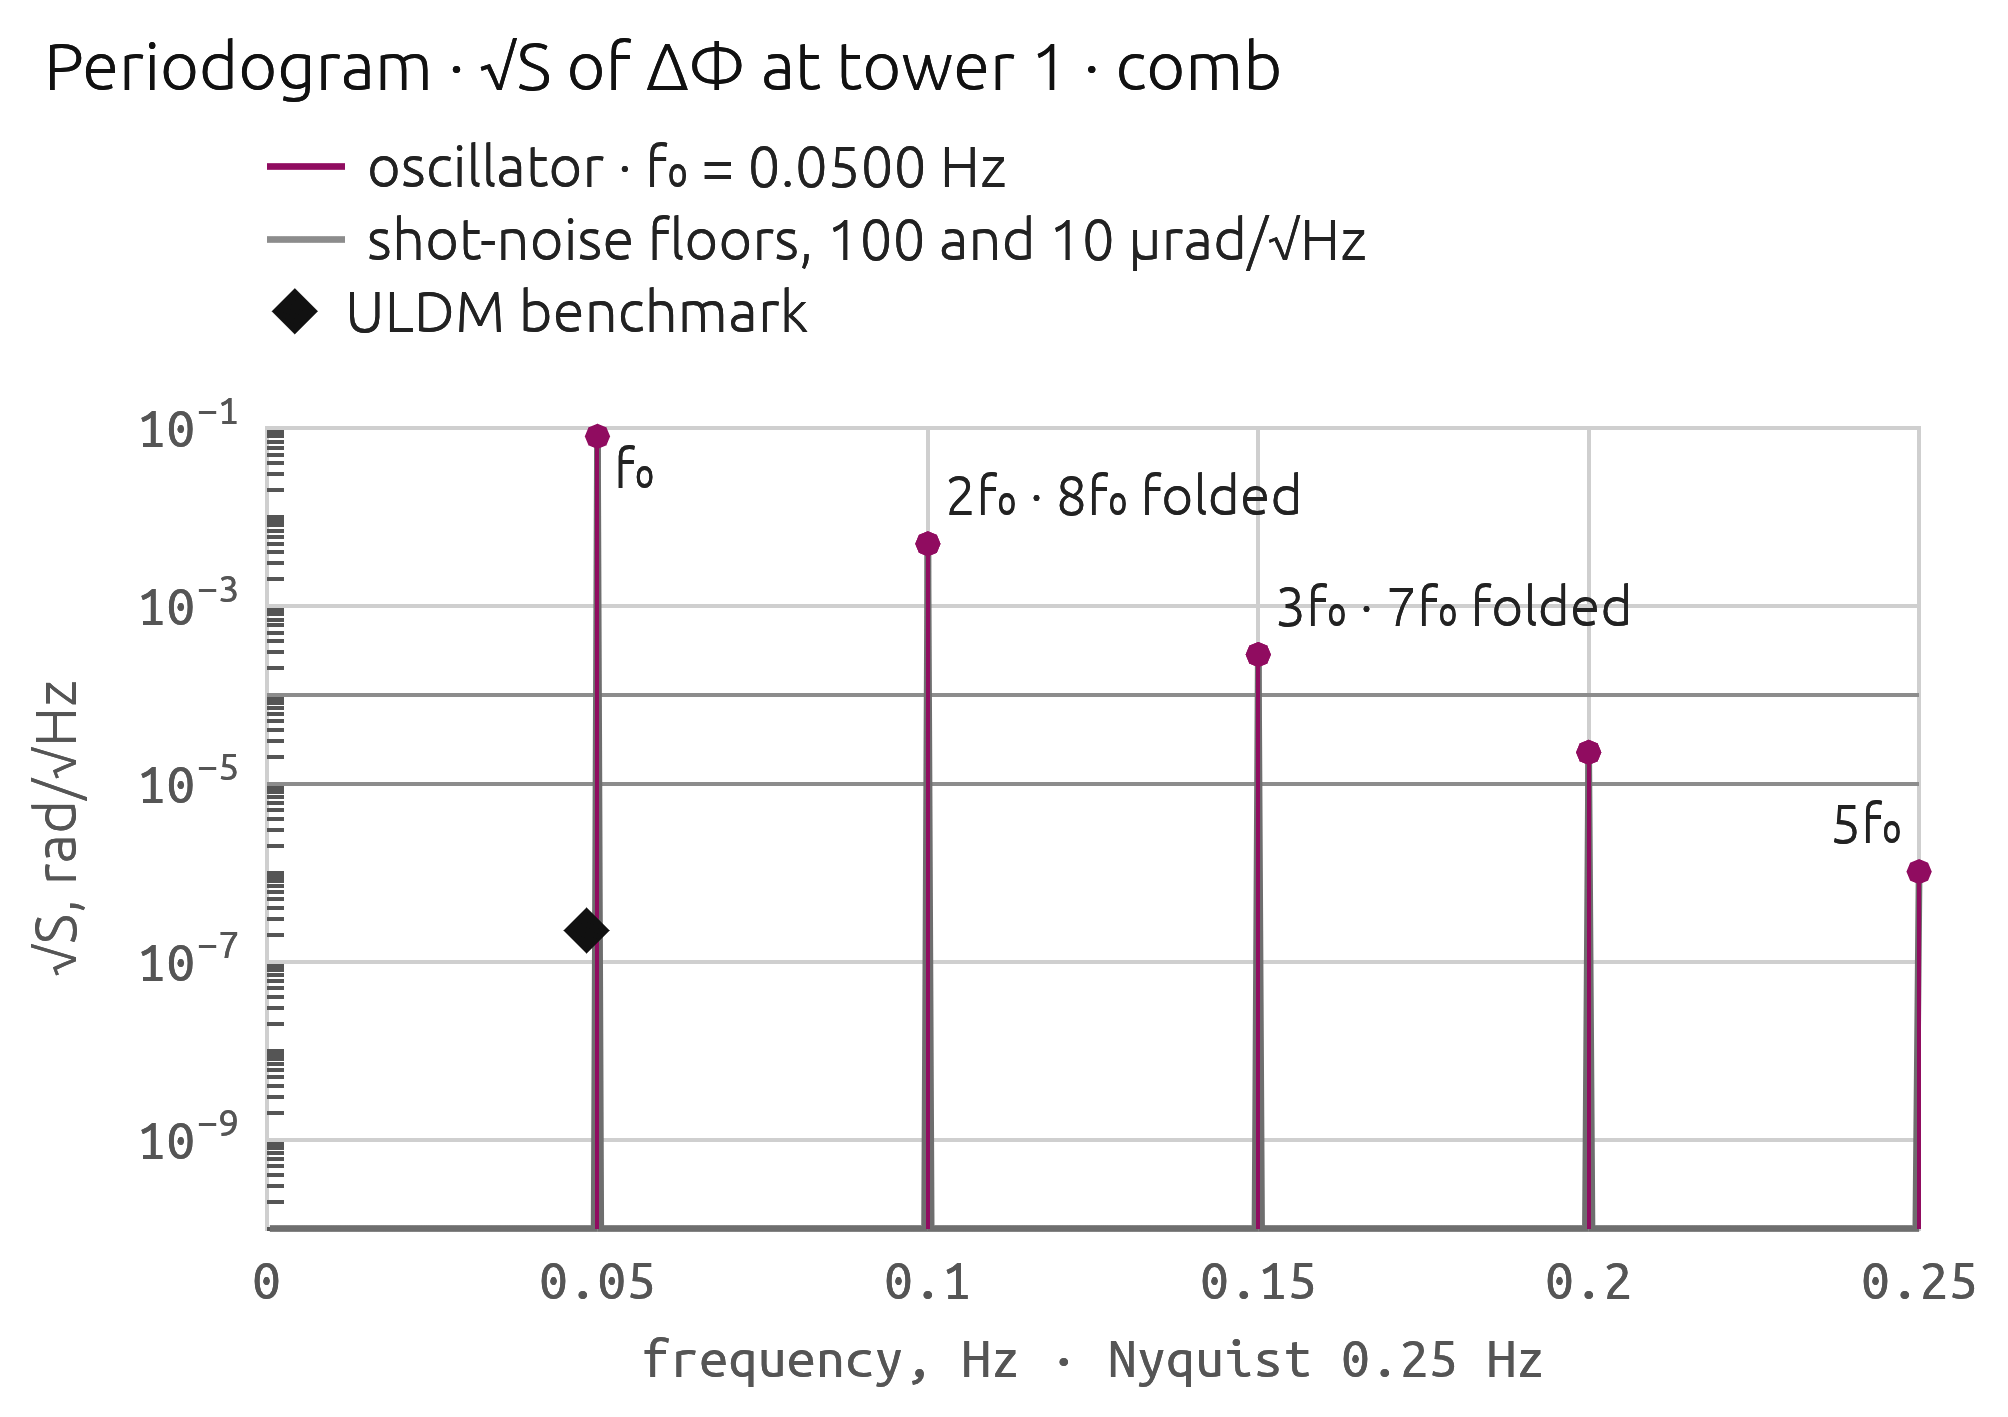 Periodogram · √S of ΔΦ at tower 1 · comb
oscillator · f₀ = 0.0500 Hz
shot-noise floors, 100 and 10 μrad/√Hz
ULDM benchmark
10⁻¹
10⁻³
10⁻⁵
10⁻⁷
10⁻⁹
√S, rad/√Hz
f₀
2f₀ · 8f₀ folded
3f₀ · 7f₀ folded
5f₀
0 0.05 0.1 0.15 0.2 0.25
frequency, Hz · Nyquist 0.25 Hz